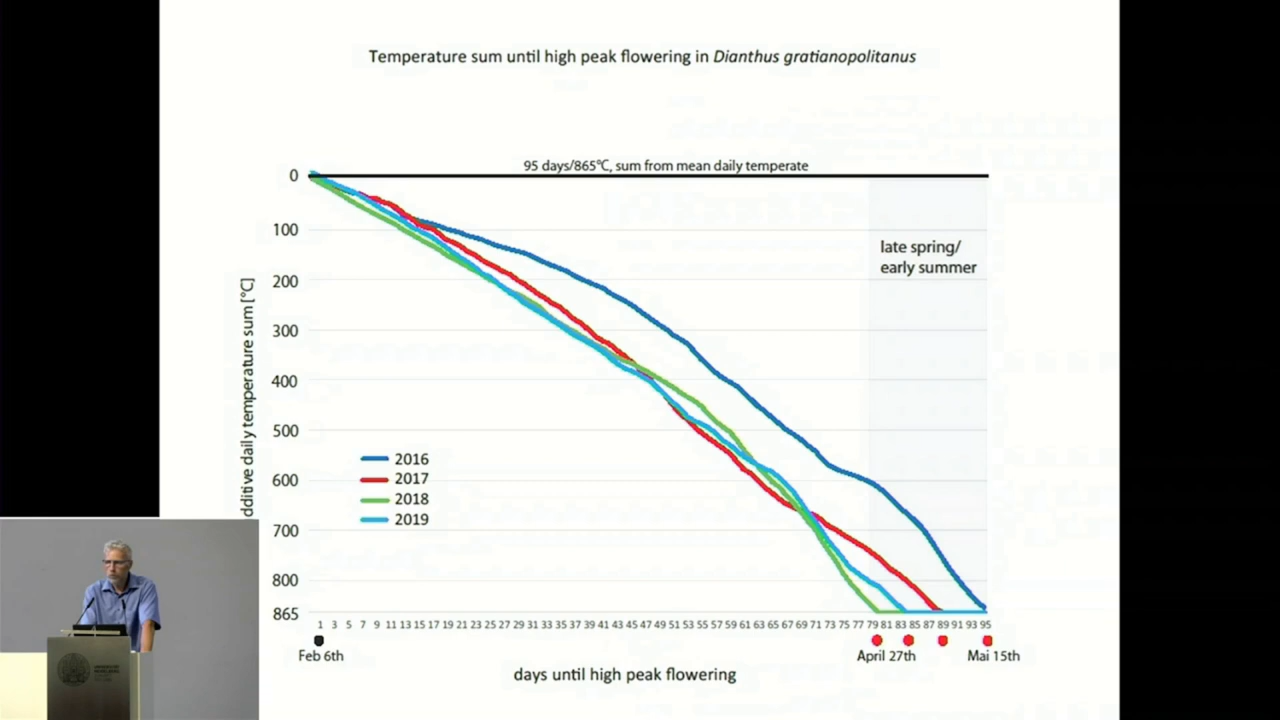 Temperature sum until high peak flowering in Dianthus gratianopolitanus
95 days/865°C, sum from mean daily temperate
0
100
200
300
400
500
600
700
800
865
dditive daily temperature sum [°C]
late spring/
early summer
2016
2017
2018
2019
1 3 5 7 9 11 13 15 17 19 21 23 25 27 29 31 33 35 37 39 41 43 45 47 49 51 53 55 57 59 61 63 65 67 69 71 73 75 77 79 81 83 85 87 89 91 93 95
Feb 6th
April 27th
Mai 15th
days until high peak flowering